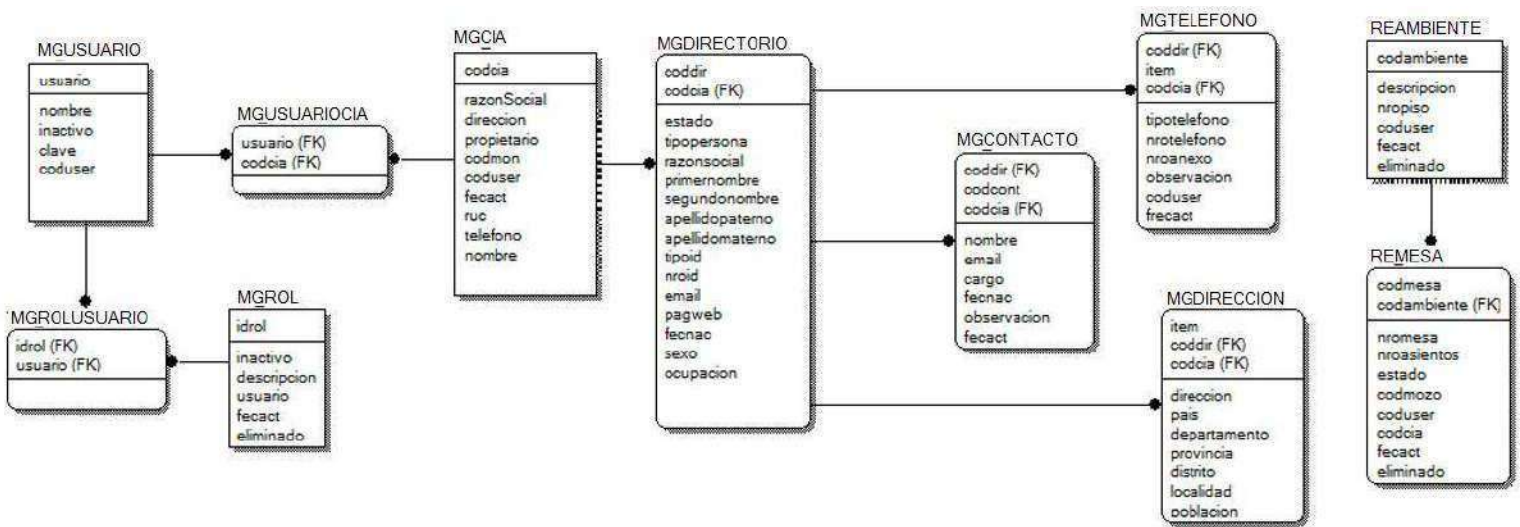 MGUSUARIO
usuario
nombre
inactivo
clave
coduser
MGUSUARIOCIA
usuario (FK)
codcia (FK)
MGCIA
codcia
razonSocial
direccion
propietario
codmon
coduser
fecact
ruc
telefono
nombre
MGROLUSUARIO
idrol (FK)
usuario (FK)
MGROL
idrol
inactivo
descripcion
usuario
fecact
eliminado
MGDIRECTORIO
coddir
codcia (FK)
estado
tipopersona
razonsocial
primernombre
segundonombre
apellidopaterno
apellidomaterno
tipoid
nroid
email
pagweb
fecnac
sexo
ocupacion
MGCONTACTO
coddir (FK)
codcont
codcia (FK)
nombre
email
cargo
fecnac
observacion
fecact
MGTELEFONO
coddir (FK)
item
codcia (FK)
tipotelefono
nrotelefono
nroanexo
observacion
coduser
frecact
MGDIRECCION
item
coddir (FK)
codcia (FK)
direccion
pais
departamento
provincia
distrito
localidad
poblacion
REAMBIENTE
codambiente
descripcion
nropiso
coduser
fecact
eliminado
REMESA
codmesa
codambiente (FK)
nromesa
nroasientos
estado
codmozo
coduser
codcia
fecact
eliminado